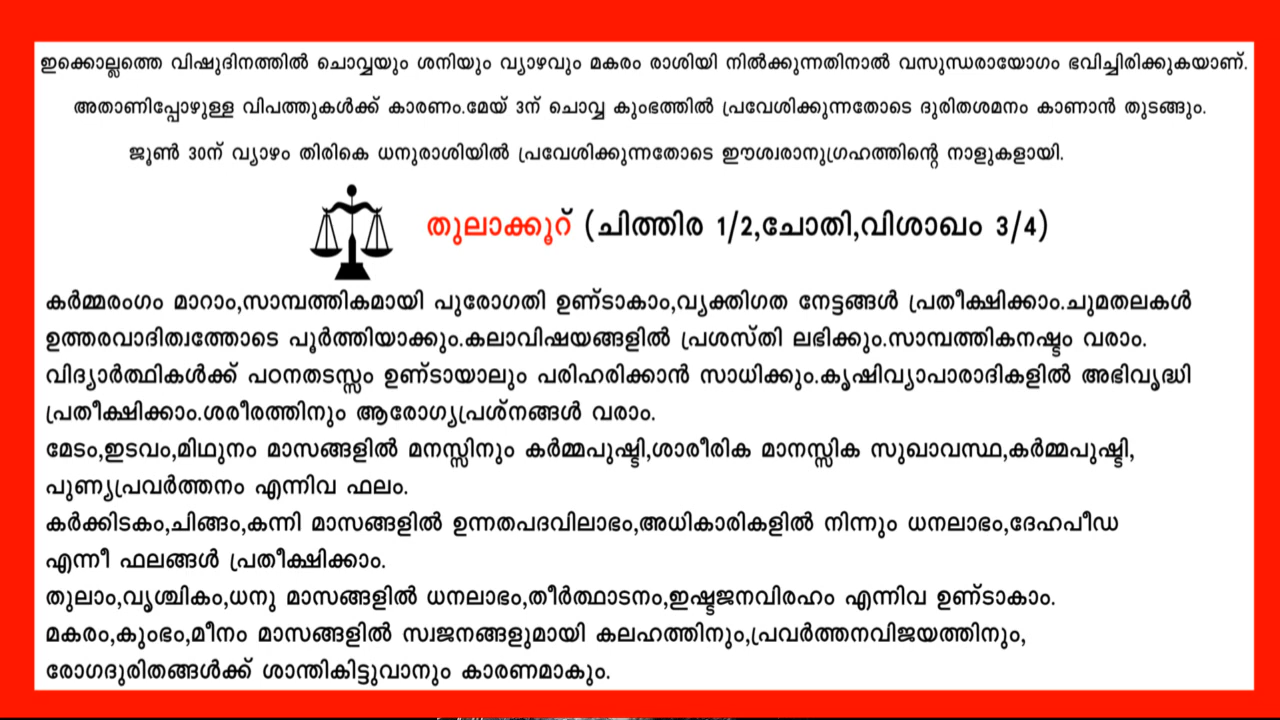 ഇക്കൊല്ലത്തെ വിഷുദിനത്തിൽ ചൊവ്വയും ശനിയും വ്യാഴവും മകരം രാശിയി നിൽക്കുന്നതിനാൽ വസുന്ധരായോഗം ഭവിച്ചിരിക്കുകയാണ്.
അതാണിപ്പോഴുള്ള വിപത്തുകൾക്ക് കാരണം.മേയ് 3ന് ചൊവ്വ കുംഭത്തിൽ പ്രവേശിക്കുന്നതോടെ ദുരിതശമനം കാണാൻ തുടങ്ങും.
ജൂൺ 30ന് വ്യാഴം തിരികെ ധനുരാശിയിൽ പ്രവേശിക്കുന്നതോടെ ഈശ്വരാനുഗ്രഹത്തിന്റെ നാളുകളായി.
തുലാക്കൂറ് (ചിത്തിര 1/2,ചോതി,വിശാഖം 3/4)
കർമ്മരംഗം മാറാം,സാമ്പത്തികമായി പുരോഗതി ഉണ്ടാകാം,വ്യക്തിഗത നേട്ടങ്ങൾ പ്രതീക്ഷിക്കാം.ചുമതലകൾ
ഉത്തരവാദിത്വത്തോടെ പൂർത്തിയാക്കും.കലാവിഷയങ്ങളിൽ പ്രശസ്തി ലഭിക്കും.സാമ്പത്തികനഷ്ടം വരാം.
വിദ്യാർത്ഥികൾക്ക് പഠനതടസ്സം ഉണ്ടായാലും പരിഹരിക്കാൻ സാധിക്കും.കൃഷിവ്യാപാരാദികളിൽ അഭിവൃദ്ധി
പ്രതീക്ഷിക്കാം.ശരീരത്തിനും ആരോഗ്യപ്രശ്നങ്ങൾ വരാം.
മേടം,ഇടവം,മിഥുനം മാസങ്ങളിൽ മനസ്സിനും കർമ്മപുഷ്ടി,ശാരീരിക മാനസ്സിക സുഖാവസ്ഥ,കർമ്മപുഷ്ടി,
പുണ്യപ്രവർത്തനം എന്നിവ ഫലം.
കർക്കിടകം,ചിങ്ങം,കന്നി മാസങ്ങളിൽ ഉന്നതപദവിലാഭം,അധികാരികളിൽ നിന്നും ധനലാഭം,ദേഹപീഡ
എന്നീ ഫലങ്ങൾ പ്രതീക്ഷിക്കാം.
തുലാം,വൃശ്ചികം,ധനു മാസങ്ങളിൽ ധനലാഭം,തീർത്ഥാടനം,ഇഷ്ടജനവിരഹം എന്നിവ ഉണ്ടാകാം.
മകരം,കുംഭം,മീനം മാസങ്ങളിൽ സ്വജനങ്ങളുമായി കലഹത്തിനും,പ്രവർത്തനവിജയത്തിനും,
രോഗദുരിതങ്ങൾക്ക് ശാന്തികിട്ടുവാനും കാരണമാകും.